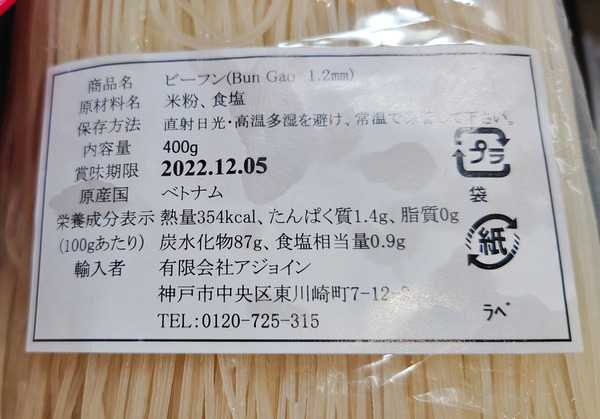 商品名 ビーフン(Bun Gao 1.2mm)
原材料名 米粉、食塩
保存方法 直射日光・高温多湿を避け、常温で保管して下さい。
内容量 400g
賞味期限 2022.12.05
原産国 ベトナム
栄養成分表示 熱量354kcal、たんぱく質1.4g、脂質0g
(100gあたり) 炭水化物87g、食塩相当量0.9g
輸入者 有限会社アジョイン
神戸市中央区東川崎町7-12-
TEL:0120-725-315
プラ
袋
紙
ラベ